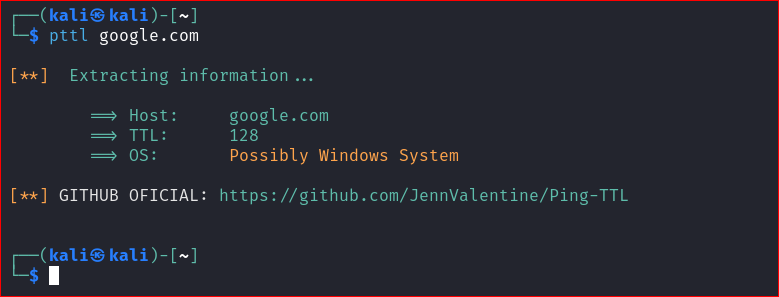 ┌──(kali㉿kali)-[~]
└─$ pttl google.com
[**]  Extracting information...
==> Host:     google.com
==> TTL:      128
==> OS:       Possibly Windows System
[**] GITHUB OFICIAL: https://github.com/JennValentine/Ping-TTL
┌──(kali㉿kali)-[~]
└─$